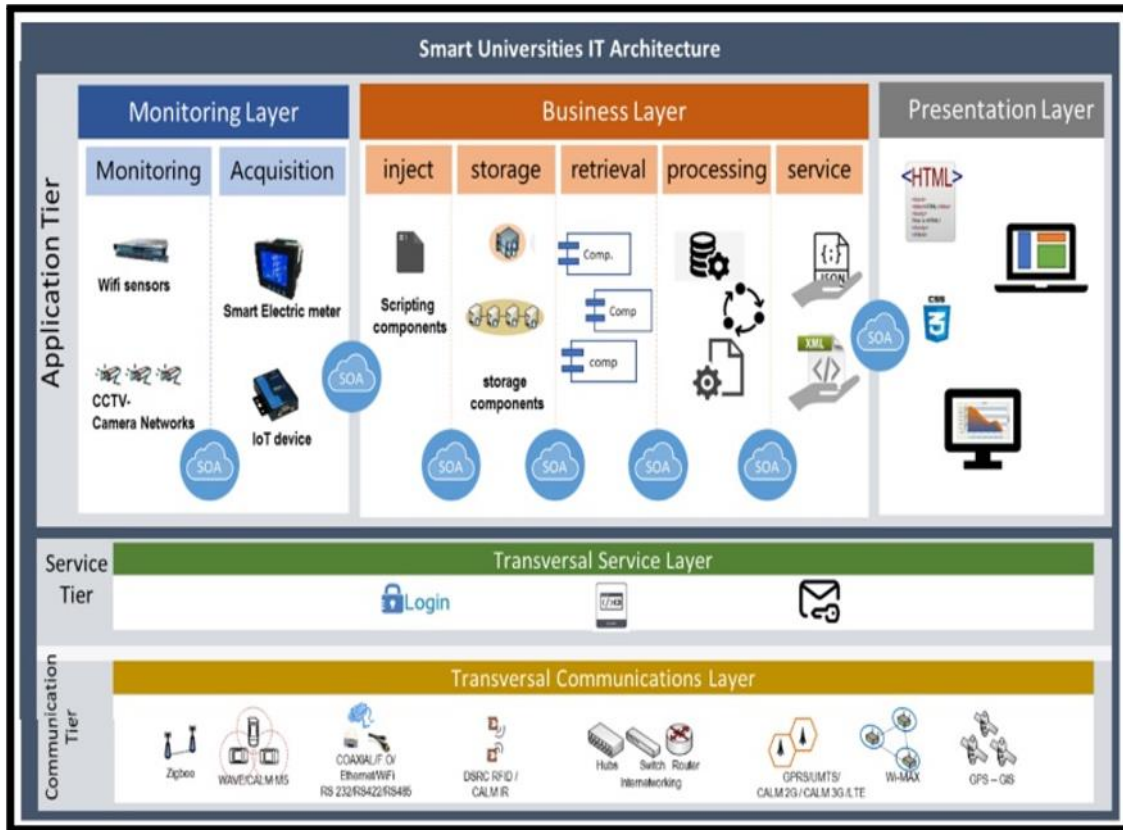 Smart Universities IT Architecture
Application Tier
Monitoring Layer
Business Layer
Presentation Layer
Monitoring
Acquisition
inject
storage
retrieval
processing
service
Wifi sensors
CCTV-
Camera Networks
Smart Electric meter
IoT device
SOA
SOA
Scripting
components
storage
components
Comp.
Comp
comp
{;}
JSON
XML
</>
SOA
SOA
SOA
SOA
SOA
<HTML>
CSS
Service
Tier
Transversal Service Layer
Login
Communication
Tier
Transversal Communications Layer
Zigbee
WAVE/CALM M5
COAXIAL/F.O/
Ethernet/WiFi
RS 232/RS422/RS485
DSRC RFID /
CALM IR
Hubs
Switch
Router
Internetworking
GPRS/UMTS/
CALM 2G / CALM 3G /LTE
Wi-MAX
GPS – GIS